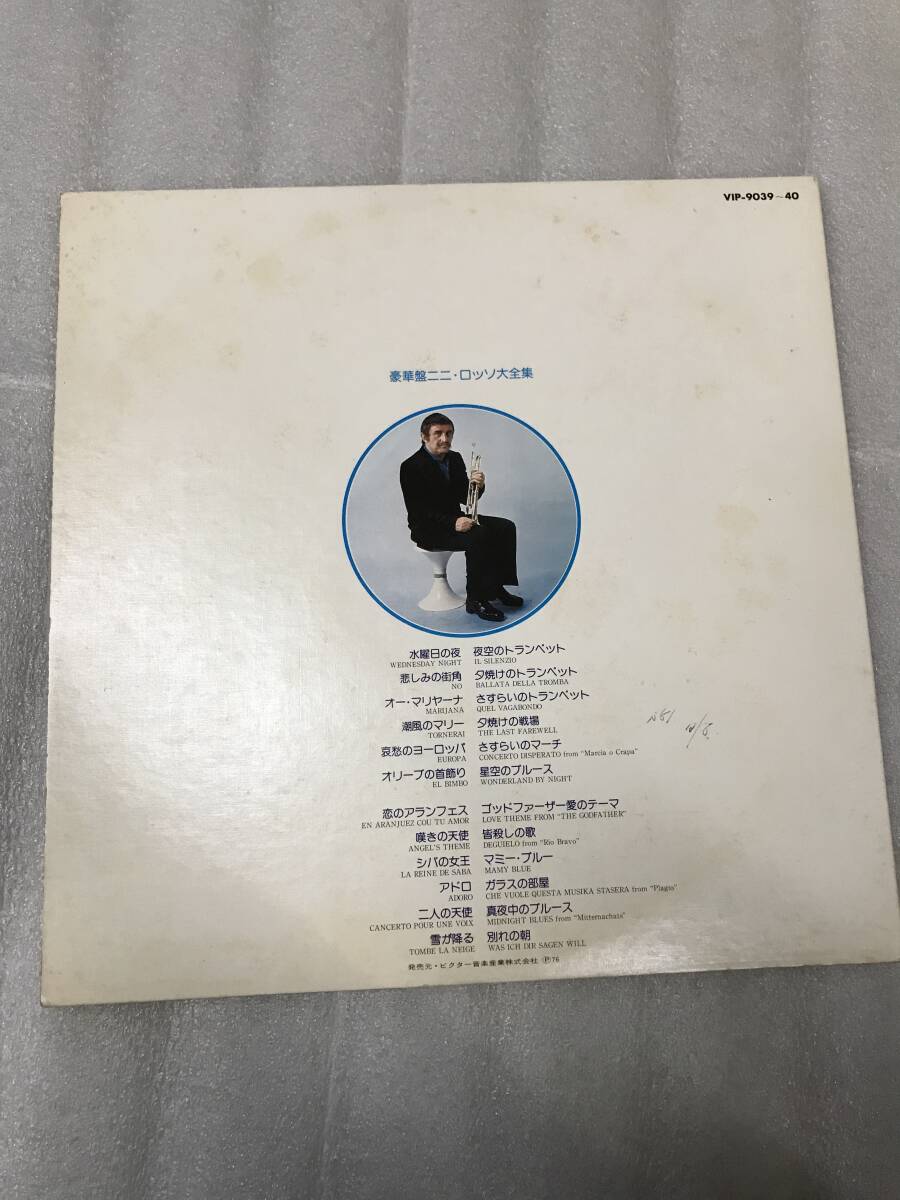 VIP-9039~40
豪華盤ニニ・ロッソ大全集
水曜日の夜 夜空のトランペット
WEDNESDAY NIGHT IL SILENZIO
悲しみの街角 夕焼けのトランペット
NO BALLATA DELLA TROMBA
オー・マリヤーナ さすらいのトランペット
MARIJANA QUEL VAGABONDO
潮風のマリー 夕焼けの戦場
TORNERAI THE LAST FAREWELL
哀愁のヨーロッパ さすらいのマーチ
EUROPA CONCERTO DISPERATO from "Marcia o Crapa"
オリーブの首飾り 星空のブルース
EL BIMBO WONDERLAND BY NIGHT
恋のアランフェス ゴッドファーザー愛のテーマ
EN ARANJUEZ COU TU AMOR LOVE THEME FROM "THE GODFATHER"
嘆きの天使 皆殺しの歌
ANGEL'S THEME DEGUIELO from "Rio Bravo"
シバの女王 マミー・ブルー
LA REINE DE SABA MAMY BLUE
アドロ ガラスの部屋
ADORO CHE VUOLE QUESTA MUSIKA STASERA from "Plagio"
二人の天使 真夜中のブルース
CANCERTO POUR UNE VOIX MIDNIGHT BLUES from "Mitternachats"
雪が降る 別れの朝
TOMBE LA NEIGE WAS ICH DIR SAGEN WILL
発売元・ビクター音楽産業株式会社 Ⓟ76